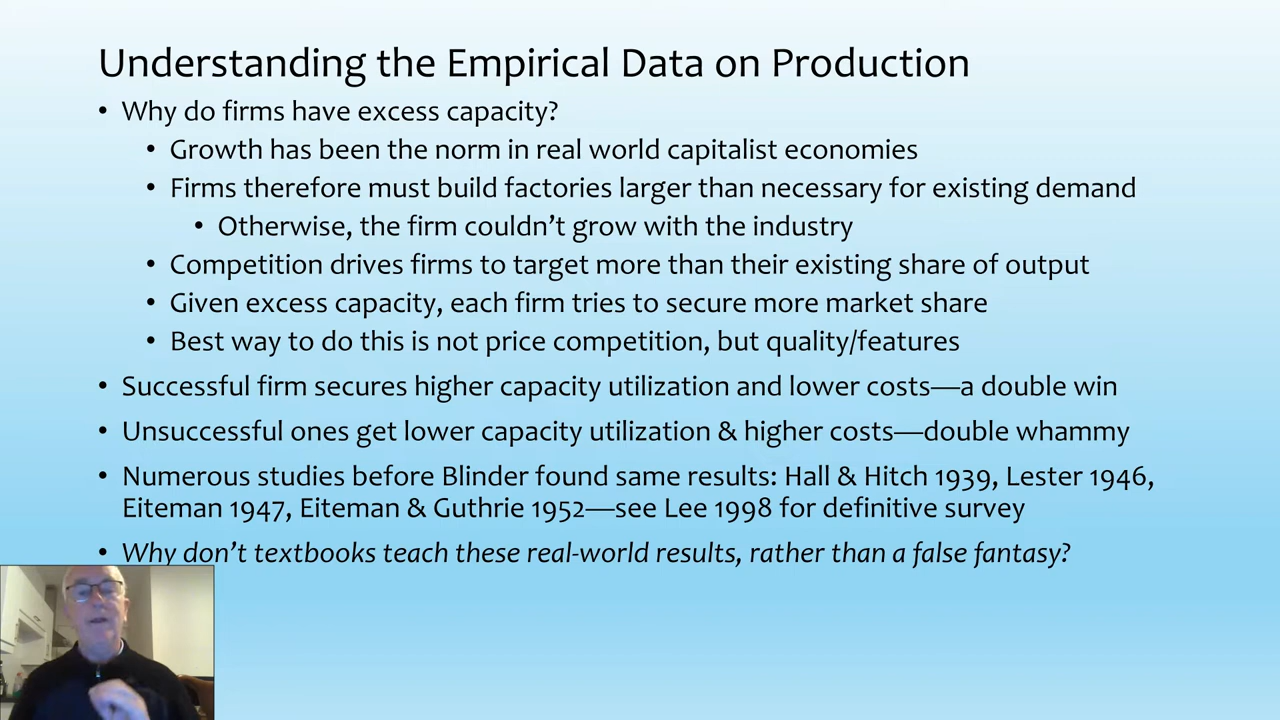 Understanding the Empirical Data on Production
• Why do firms have excess capacity?
• Growth has been the norm in real world capitalist economies
• Firms therefore must build factories larger than necessary for existing demand
• Otherwise, the firm couldn’t grow with the industry
• Competition drives firms to target more than their existing share of output
• Given excess capacity, each firm tries to secure more market share
• Best way to do this is not price competition, but quality/features
• Successful firm secures higher capacity utilization and lower costs—a double win
• Unsuccessful ones get lower capacity utilization & higher costs—double whammy
• Numerous studies before Blinder found same results: Hall & Hitch 1939, Lester 1946,
Eiteman 1947, Eiteman & Guthrie 1952—see Lee 1998 for definitive survey
• Why don’t textbooks teach these real-world results, rather than a false fantasy?